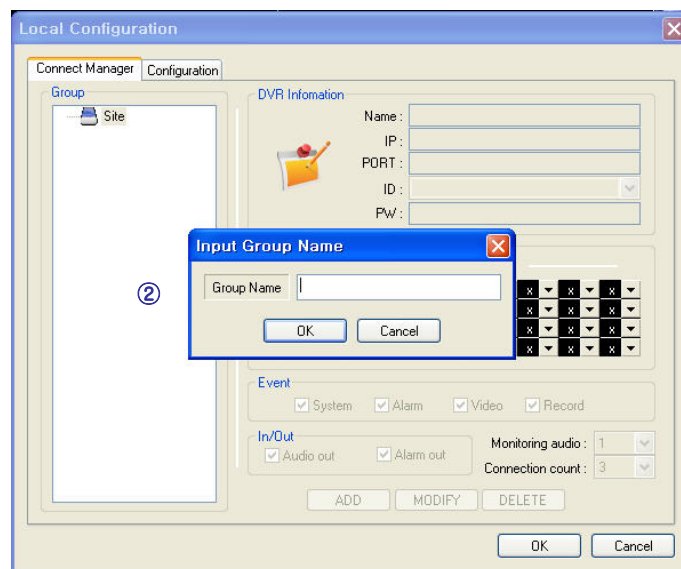 Local Configuration
Connect Manager Configuration
Group
Site
DVR Infomation
Name :
IP :
PORT :
ID :
PW :
Input Group Name
②
Group Name
OK Cancel
x x x
x x x
x x x
x x x
Event
System Alarm Video Record
In/Out
Audio out Alarm out
Monitoring audio : 1
Connection count : 3
ADD MODIFY DELETE
OK Cancel